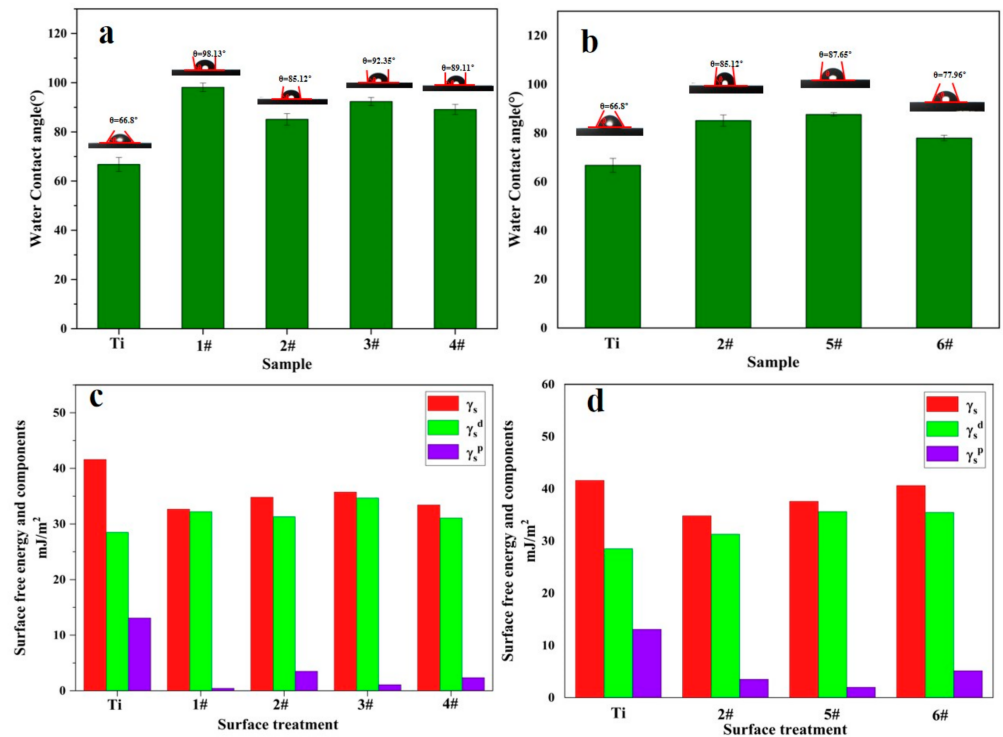 a
θ=66.8°
θ=98.13°
θ=85.12°
θ=92.35°
θ=89.11°
Water Contact angle(°)
120
100
80
60
40
20
0
Ti 1# 2# 3# 4#
Sample
b
θ=66.8°
θ=85.12°
θ=87.65°
θ=77.96°
Water Contact angle(°)
120
100
80
60
40
20
0
Ti 2# 5# 6#
Sample
c
γs
γs^d
γs^p
Surface free energy and components
mJ/m²
50
40
30
20
10
0
Ti 1# 2# 3# 4#
Surface treatment
d
γs
γs^d
γs^p
Surface free energy and components
mJ/m²
60
50
40
30
20
10
0
Ti 2# 5# 6#
Surface treatment